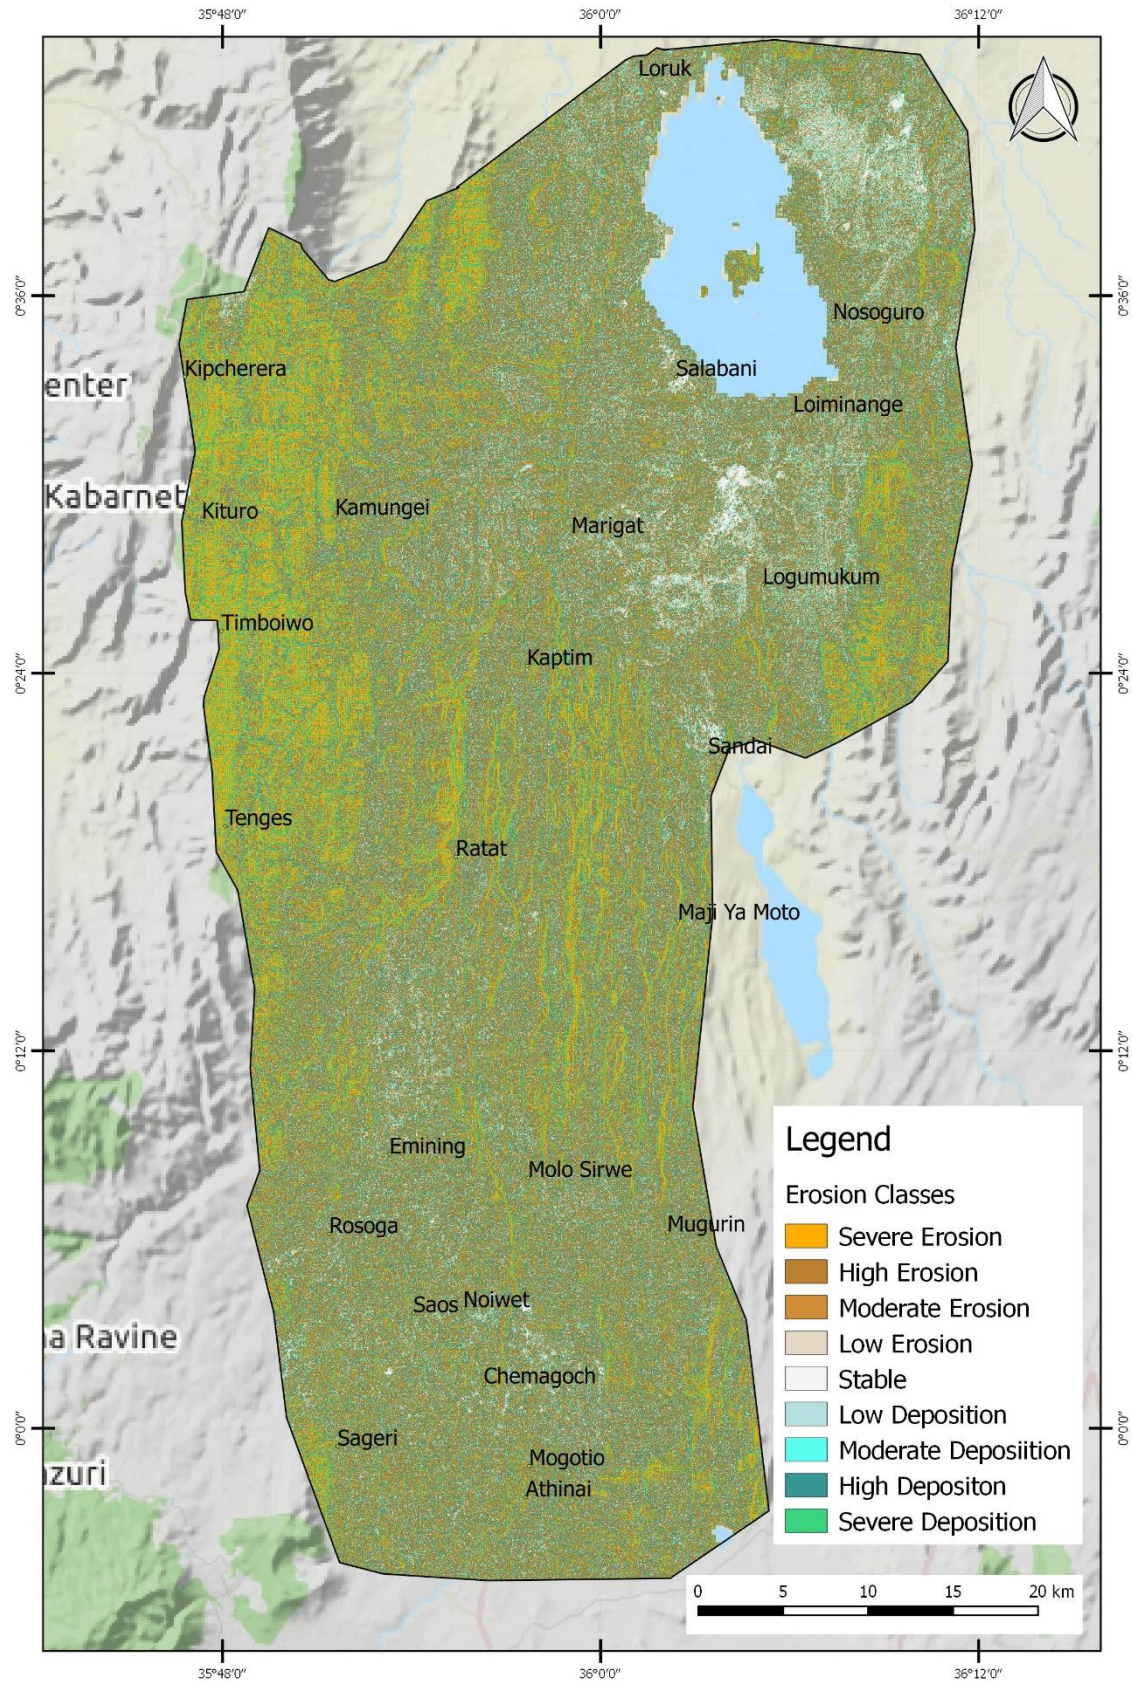 35°48′0″ 36°0′0″ 36°12′0″
Loruk
0°36′0″ 0°36′0″
Nosoguro
Kipcherera Salabani
enter
Loiminange
Kabarnet Kituro Kamungei
Marigat
Logumukum
Timboiwo
Kaptim
0°24′0″ 0°24′0″
Sandai
Tenges
Ratat
Maji Ya Moto
0°12′0″ 0°12′0″
Emining
Molo Sirwe
Rosoga Mugurin
Saos Noiwet
a Ravine
Chemagoch
0°0′0″ 0°0′0″
Sageri
Mogotio
zuri
Athinai
Legend
Erosion Classes
Severe Erosion
High Erosion
Moderate Erosion
Low Erosion
Stable
Low Deposition
Moderate Deposiition
High Depositon
Severe Deposition
0 5 10 15 20 km
35°48′0″ 36°0′0″ 36°12′0″